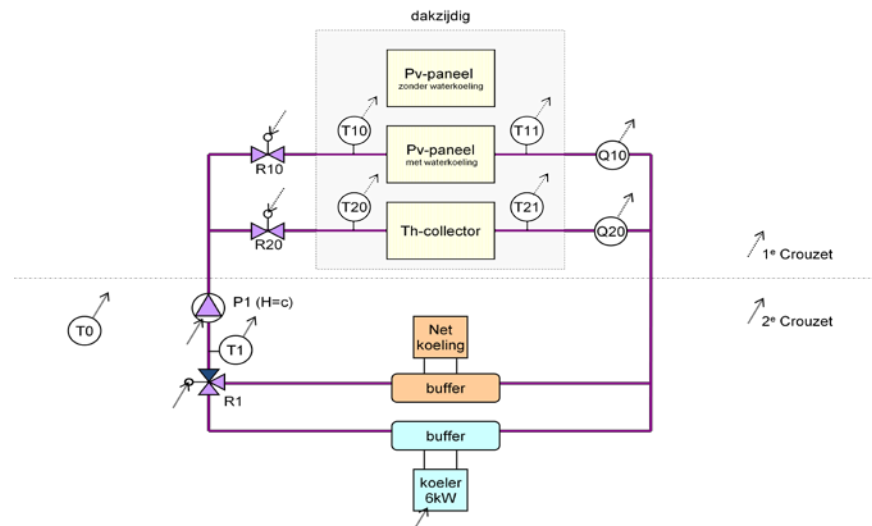 dakzijdig
Pv-paneel
zonder waterkoeling
T10
Pv-paneel
met waterkoeling
T11
Q10
R10
T20
Th-collector
T21
Q20
R20
1e Crouzet
P1 (H=c)
2e Crouzet
T0
T1
Net
koeling
buffer
R1
buffer
koeler
6kW